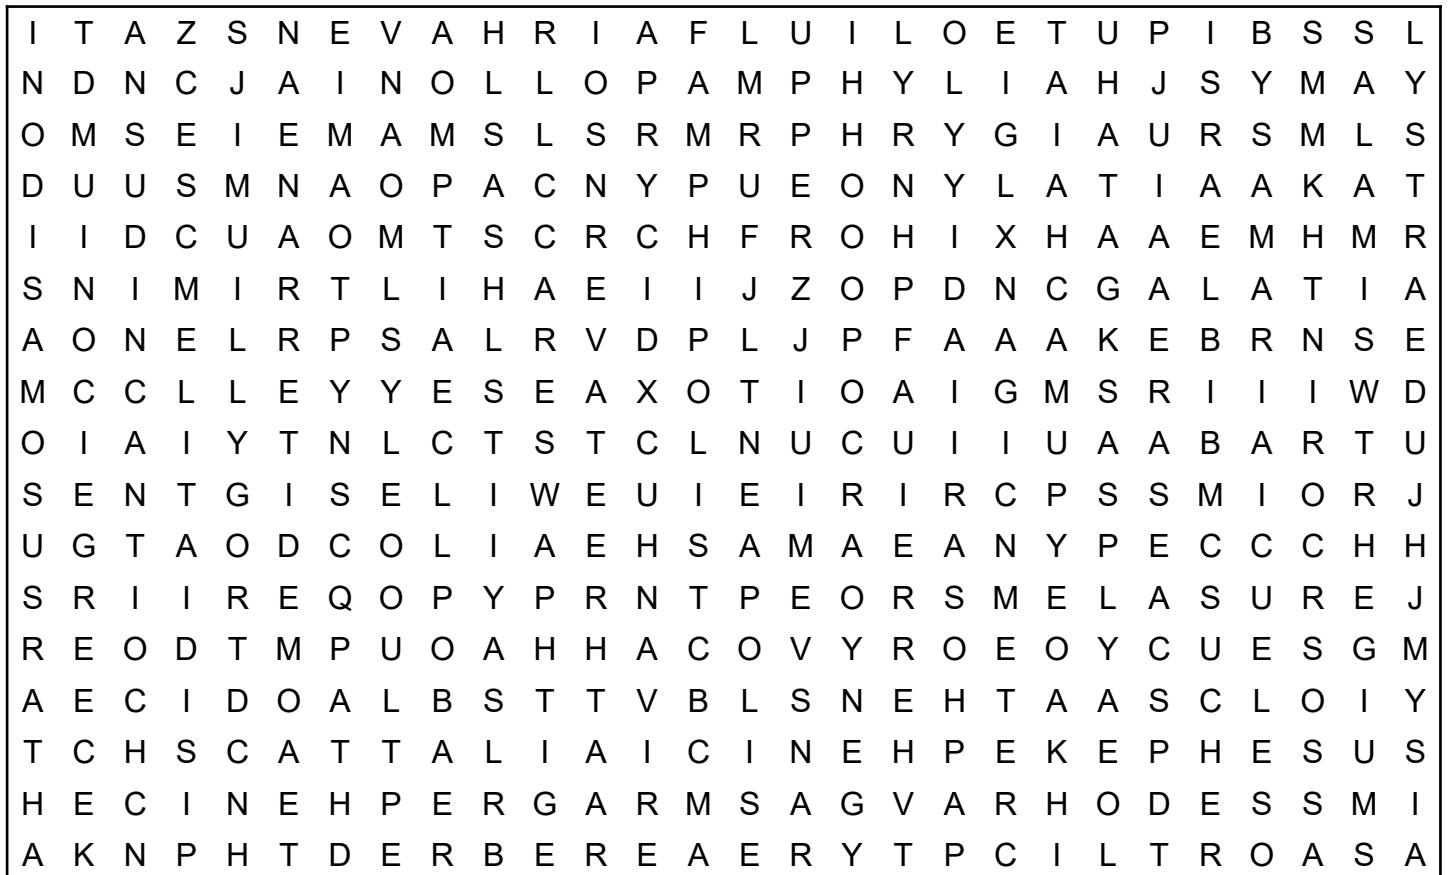 I T A Z S N E V A H R I A F L U I L O E T U P I B S S L
N D N C J A I N O L L O P A M P H Y L I A H J S Y M A Y
O M S E I E M A M S L S R M R P H R Y G I A U R S M L S
D U U S M N A O P A C N Y P U E O N Y L A T I A A K A T
I I D C U A O M T S C R C H F R O H I X H A A E M H M R
S N I M I R T L I H A E I I J Z O P D N C G A L A T I A
A O N E L R P S A L R V D P L J P F A A A K E B R N S E
M C C L L E Y Y E S E A X O T I O A I G M S R I I I W D
O I A I Y T N L C T S T C L N U C U I I U A A B A R T U
S E N T G I S E L I W E U I E I R I R C P S S M I O R J
U G T A O D C O L I A E H S A M A E A N Y P E C C C H H
S R I I R E Q O P Y P R N T P E O R S M E L A S U R E J
R E O D T M P U O A H H A C O V Y R O E O Y C U E S G M
A E C I D O A L B S T T V B L S N E H T A A S C L O I Y
T C H S C A T T A L I A I C I N E H P E K E P H E S U S
H E C I N E H P E R G A R M S A G V A R H O D E S S M I
A K N P H T D E R B E R E A E R Y T P C I L T R O A S A